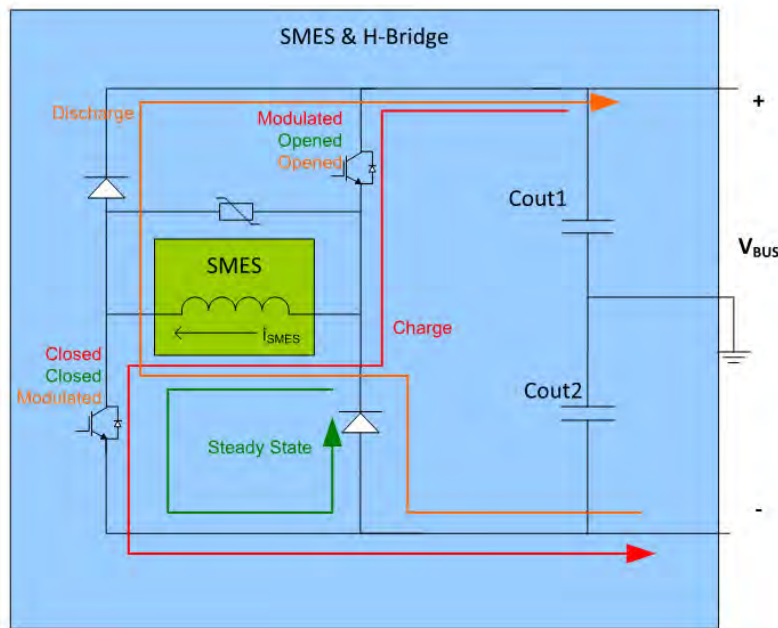 SMES & H-Bridge
Discharge
+
Modulated
Opened
Opened
Cout1
VBUS
SMES
iSMES
Charge
Closed
Closed
Modulated
Cout2
Steady State
-